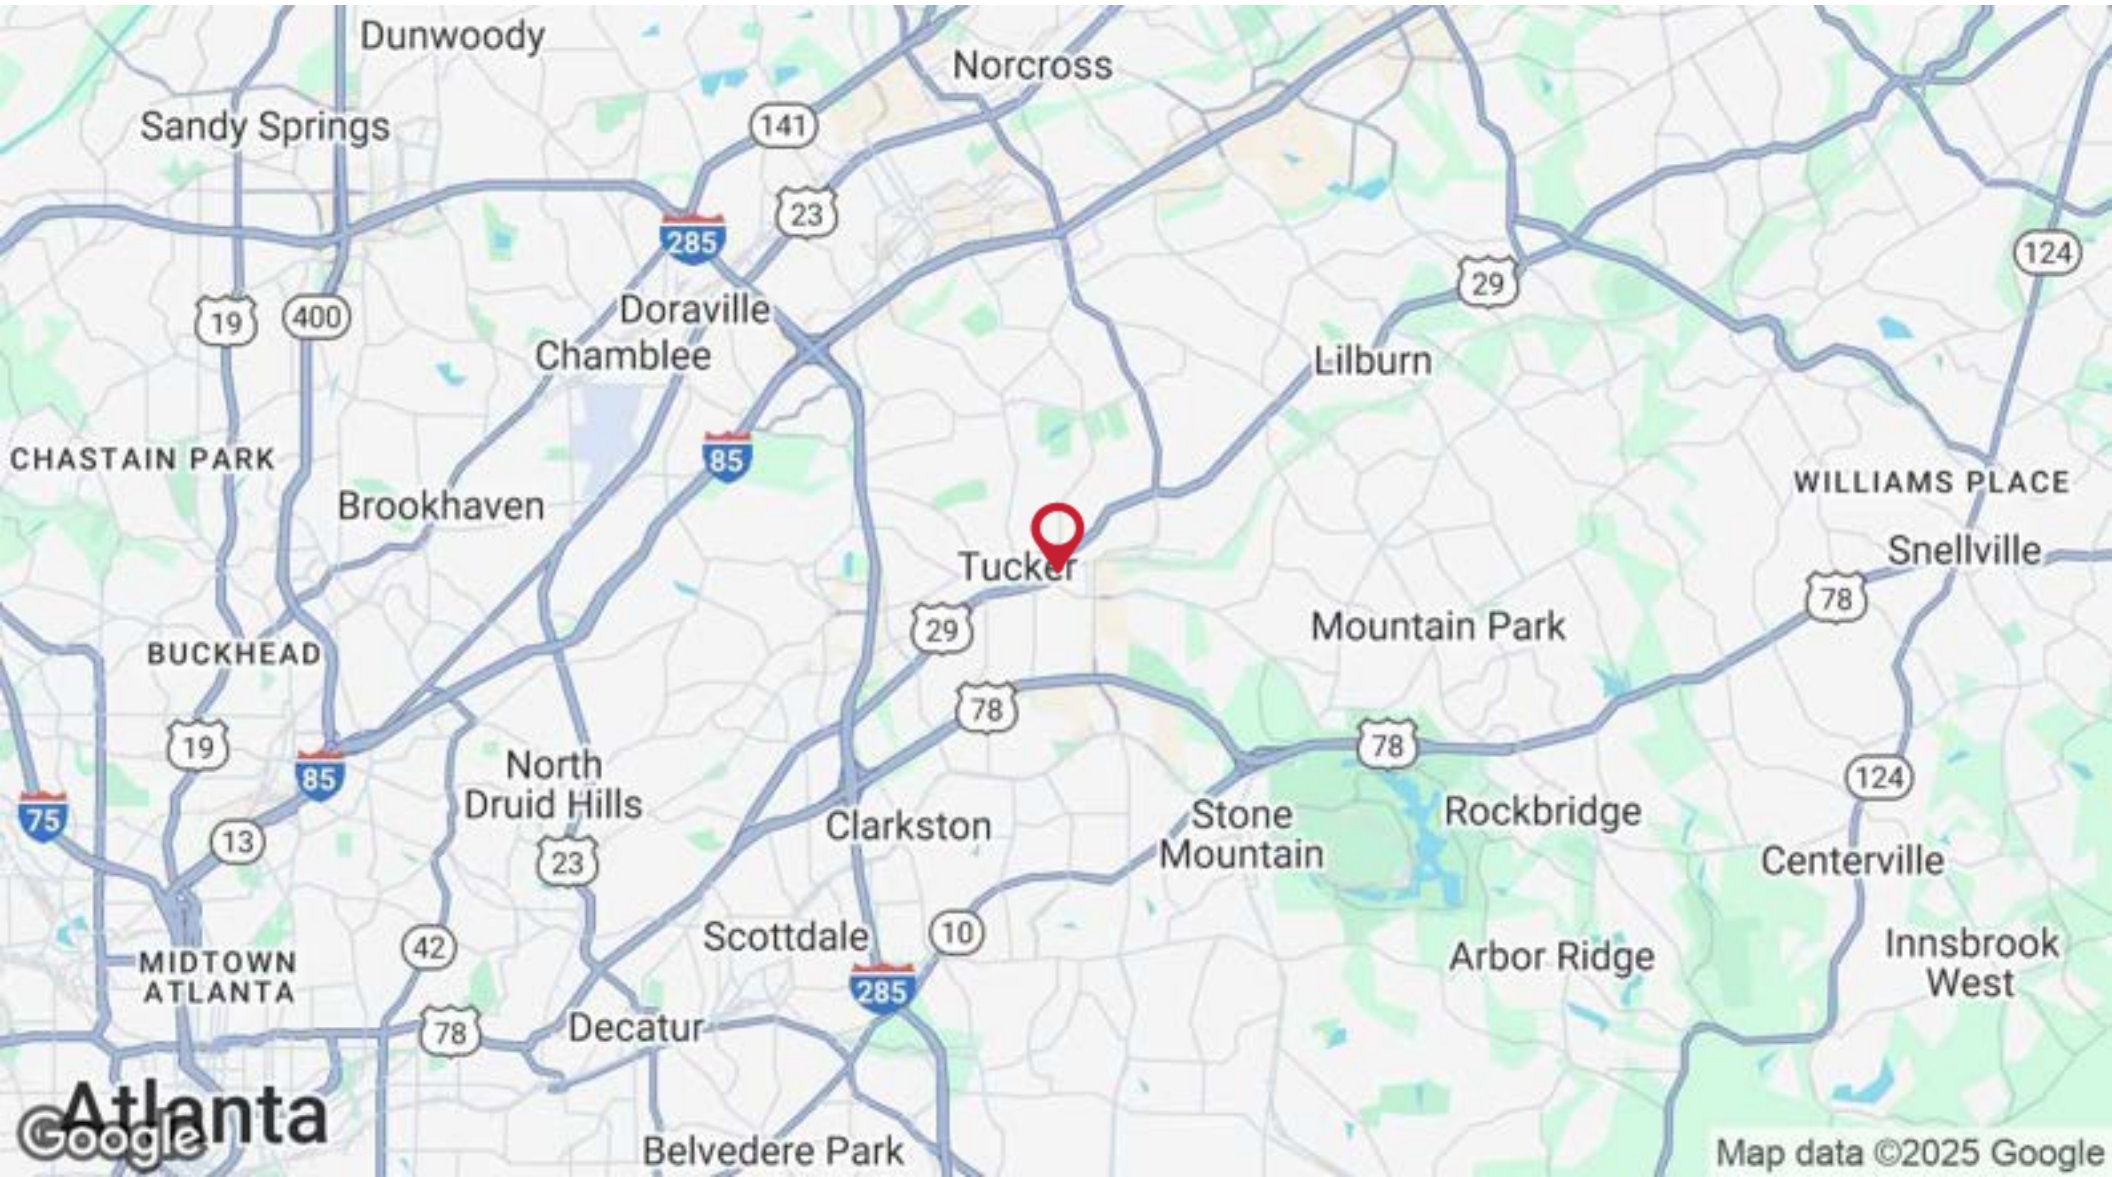 Dunwoody
Norcross
Sandy Springs
141
23
285
124
29
19
400
Doraville
Chamblee
Lilburn
85
CHASTAIN PARK
WILLIAMS PLACE
Brookhaven
Snellville
Tucker
78
29
Mountain Park
BUCKHEAD
78
19
78
85
North
Druid Hills
124
75
Stone
Mountain
Rockbridge
13
Clarkston
23
Centerville
42
Scottdale
10
Arbor Ridge
Innsbrook
West
MIDTOWN
ATLANTA
285
78
Decatur
Atlanta
Google
Belvedere Park
Map data ©2025 Google